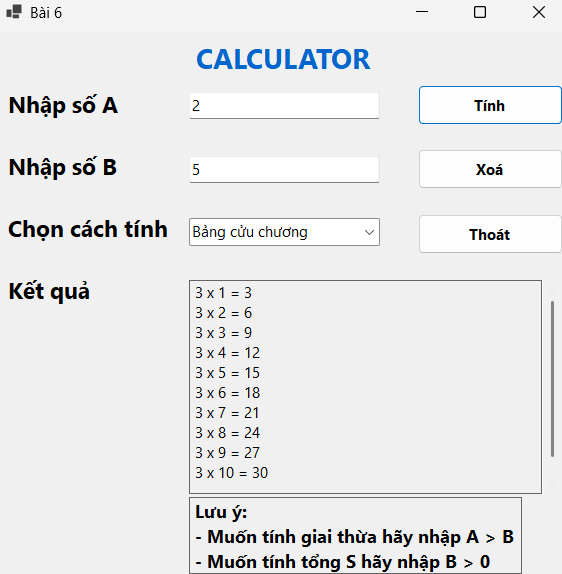 Bài 6
CALCULATOR
Nhập số A
2
Tính
Nhập số B
5
Xoá
Chọn cách tính
Bảng cửu chương
Thoát
Kết quả
3 x 1 = 3
3 x 2 = 6
3 x 3 = 9
3 x 4 = 12
3 x 5 = 15
3 x 6 = 18
3 x 7 = 21
3 x 8 = 24
3 x 9 = 27
3 x 10 = 30
Lưu ý:
- Muốn tính giai thừa hãy nhập A > B
- Muốn tính tổng S hãy nhập B > 0